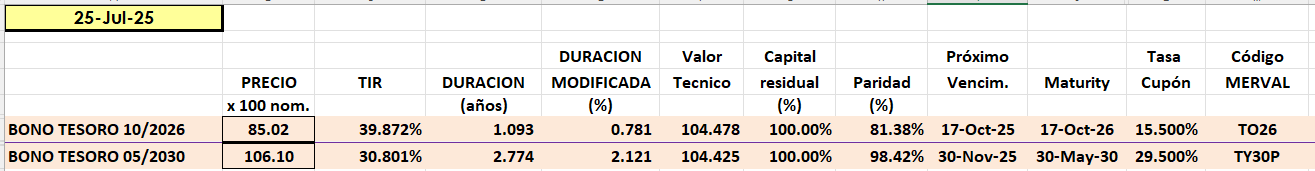 25-Jul-25
DURACION Valor Capital Próximo Tasa Código
PRECIO TIR DURACION MODIFICADA Tecnico residual Paridad Vencim. Maturity Cupón MERVAL
x 100 nom. (años) (%) (%) (%)
BONO TESORO 10/2026 85.02 39.872% 1.093 0.781 104.478 100.00% 81.38% 17-Oct-25 17-Oct-26 15.500% TO26
BONO TESORO 05/2030 106.10 30.801% 2.774 2.121 104.425 100.00% 98.42% 30-Nov-25 30-May-30 29.500% TY30P